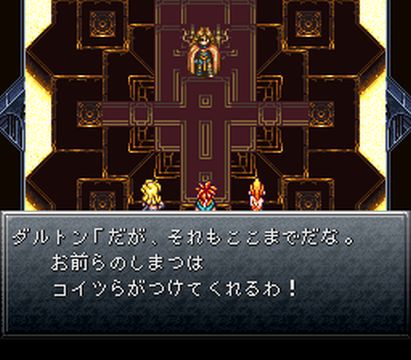 ダルトン「だが、それもここまでだな。
お前らのしまつは
コイツらがつけてくれるわ！